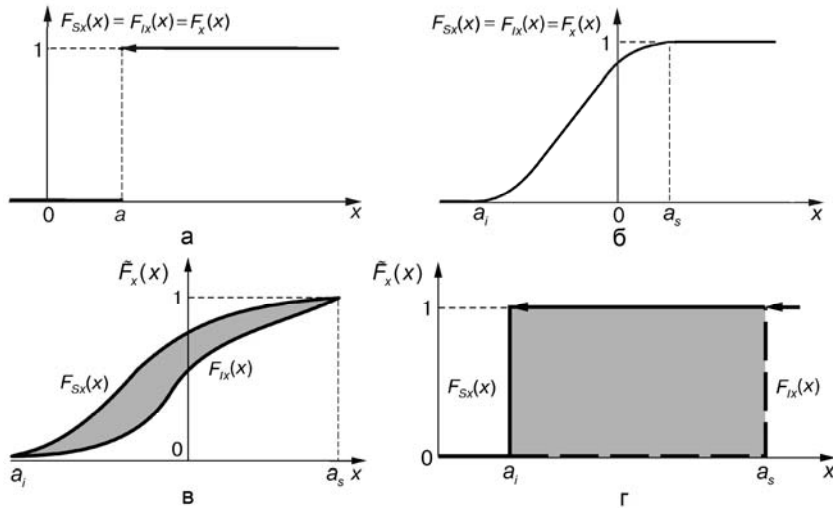 F_Sx(x) = F_Ix(x) = F_x(x)
1
0 a x
а
F_Sx(x) = F_Ix(x) = F_x(x)
1
a_i 0 a_s x
б
F̃_x(x)
1
F_Sx(x)
F_Ix(x)
0
a_i a_s x
в
F̃_x(x)
1
F_Sx(x) F_Ix(x)
0
a_i a_s x
г